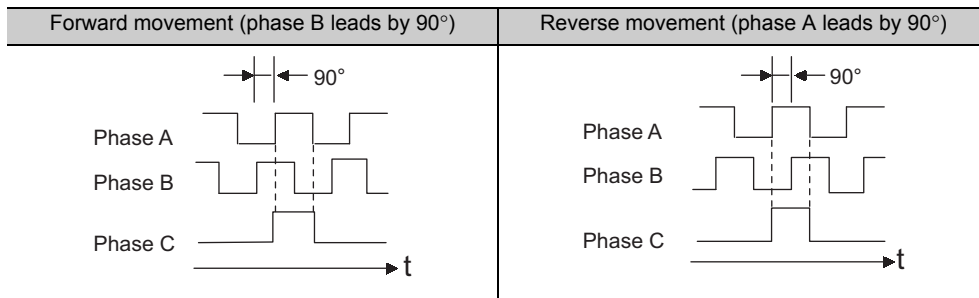 Forward movement (phase B leads by 90°)
Reverse movement (phase A leads by 90°)
90°
Phase A
Phase B
Phase C
t
90°
Phase A
Phase B
Phase C
t